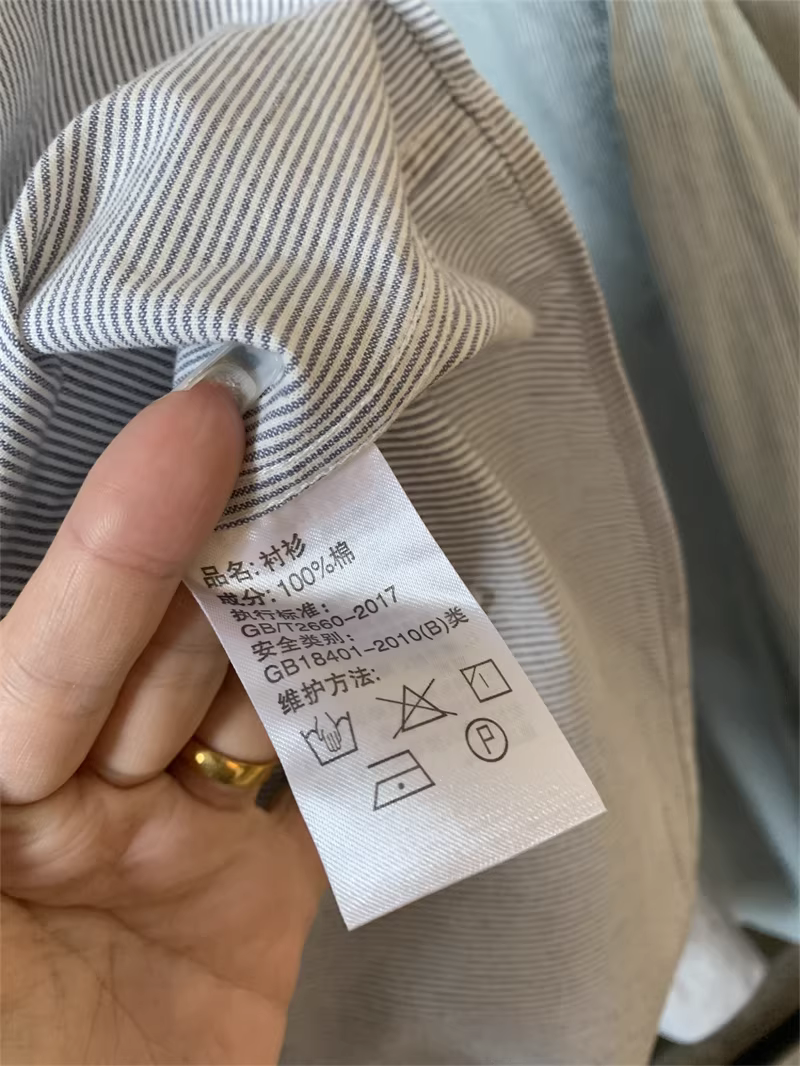 品名: 衬衫
成分: 100%棉
执行标准:
GB/T2660-2017
安全类别:
GB18401-2010(B)类
维护方法:
P